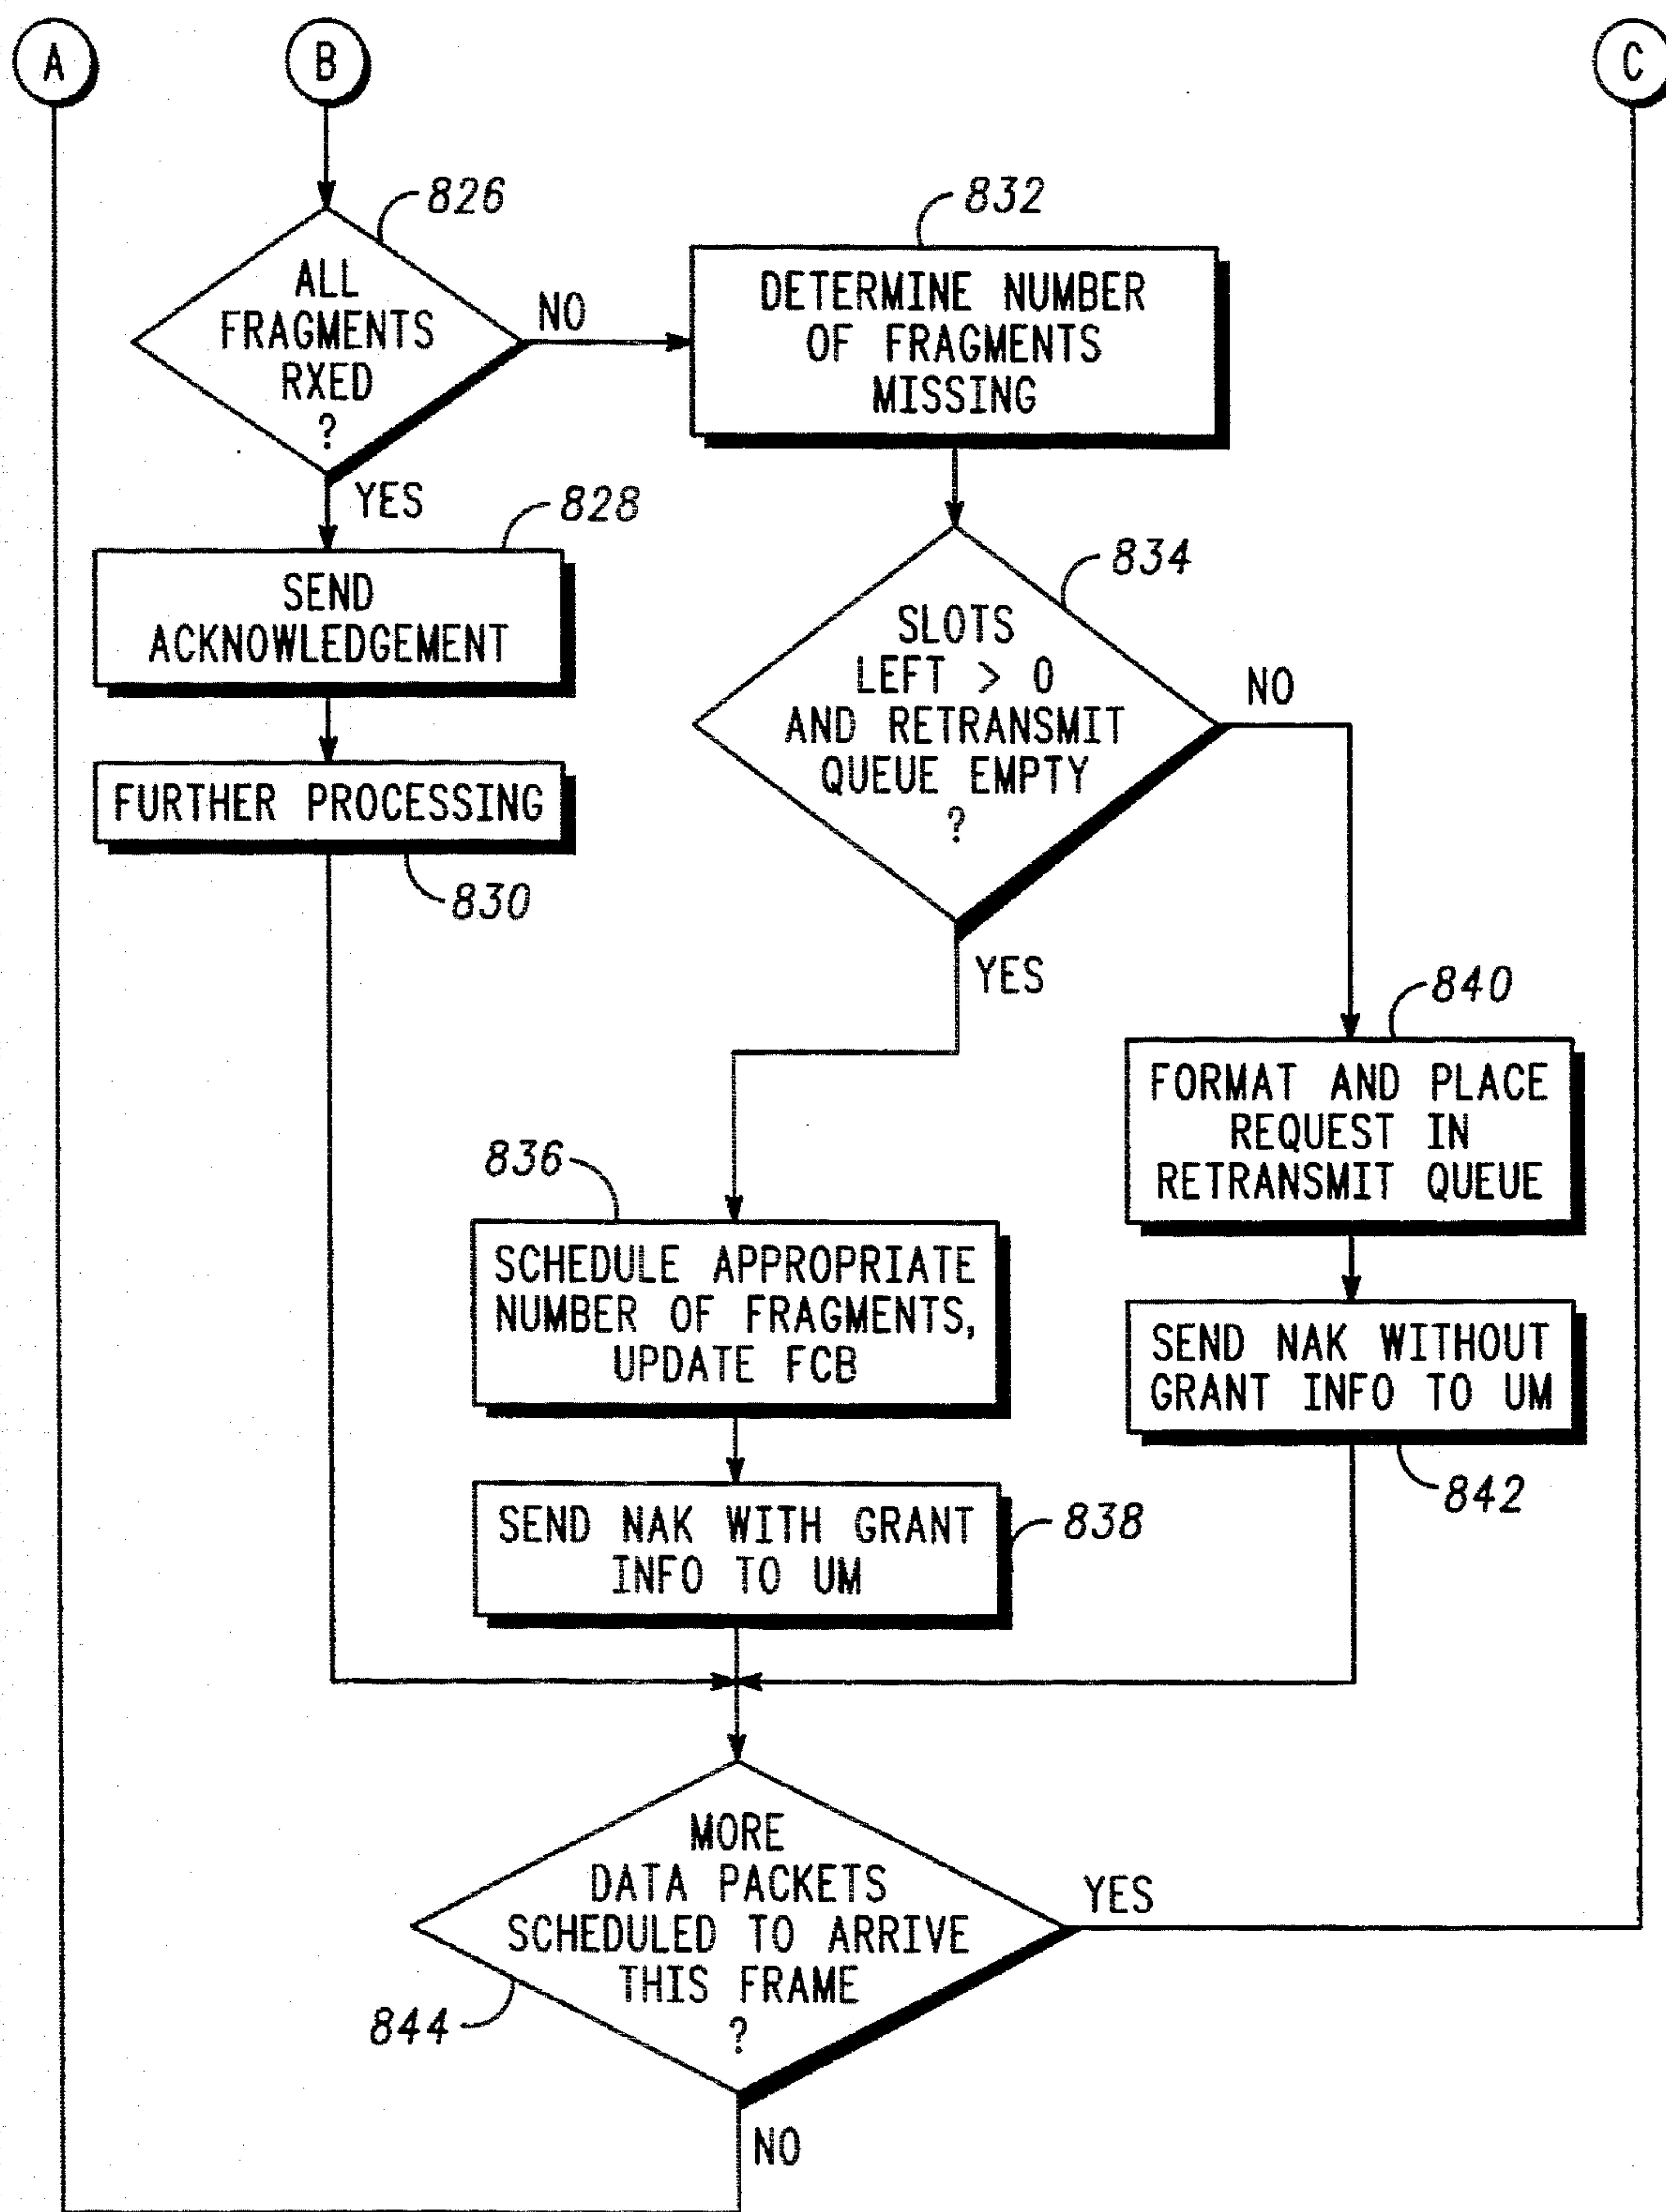 A
B
C
826
832
ALL
FRAGMENTS
RXED
?
NO
DETERMINE NUMBER
OF FRAGMENTS
MISSING
YES
828
834
SEND
ACKNOWLEDGEMENT
SLOTS
LEFT > 0
AND RETRANSMIT
QUEUE EMPTY
?
NO
FURTHER PROCESSING
830
YES
840
FORMAT AND PLACE
REQUEST IN
RETRANSMIT QUEUE
836
SCHEDULE APPROPRIATE
NUMBER OF FRAGMENTS,
UPDATE FCB
SEND NAK WITHOUT
GRANT INFO TO UM
842
SEND NAK WITH GRANT
INFO TO UM
838
MORE
DATA PACKETS
SCHEDULED TO ARRIVE
THIS FRAME
?
YES
844
NO